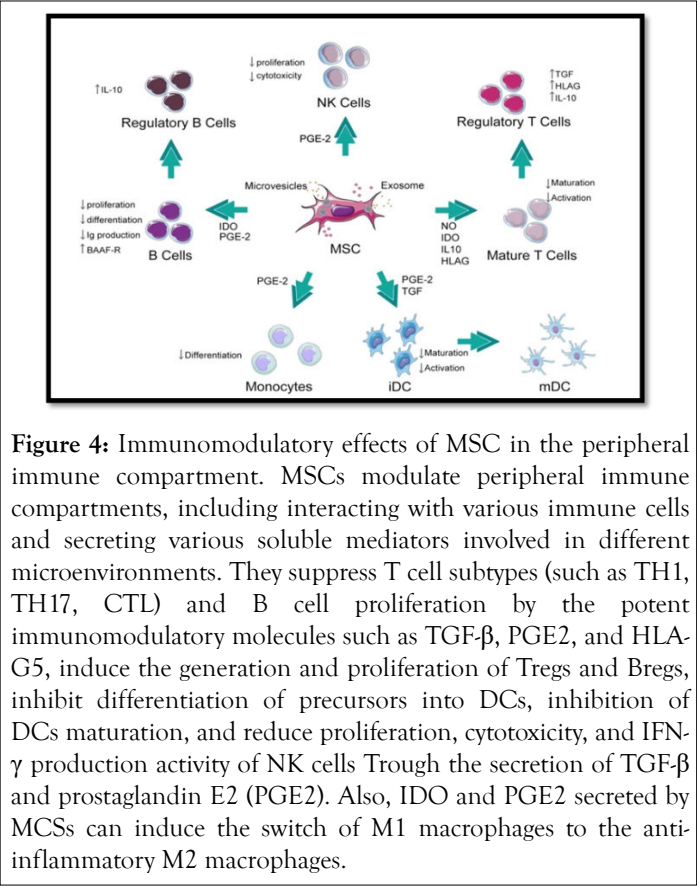 ↓proliferation
↓cytotoxicity
NK Cells
↑IL-10
Regulatory B Cells
↑TGF
↑HLAG
↑IL-10
Regulatory T Cells
PGE-2
Microvesicles
Exosome
MSC
↓proliferation
↓differentiation
↓Ig production
↑BAAF-R
B Cells
IDO
PGE-2
NO
IDO
IL10
HLAG
↓Maturation
↓Activation
Mature T Cells
PGE-2
PGE-2
TGF
↓Differentiation
Monocytes
↓Maturation
↓Activation
iDC
mDC
Figure 4: Immunomodulatory effects of MSC in the peripheral
immune compartment. MSCs modulate peripheral immune
compartments, including interacting with various immune cells
and secreting various soluble mediators involved in different
microenvironments. They suppress T cell subtypes (such as TH1,
TH17, CTL) and B cell proliferation by the potent
immunomodulatory molecules such as TGF-β, PGE2, and HLA-
G5, induce the generation and proliferation of Tregs and Bregs,
inhibit differentiation of precursors into DCs, inhibition of
DCs maturation, and reduce proliferation, cytotoxicity, and IFN-
γ production activity of NK cells Trough the secretion of TGF-β
and prostaglandin E2 (PGE2). Also, IDO and PGE2 secreted by
MCSs can induce the switch of M1 macrophages to the anti-
inflammatory M2 macrophages.